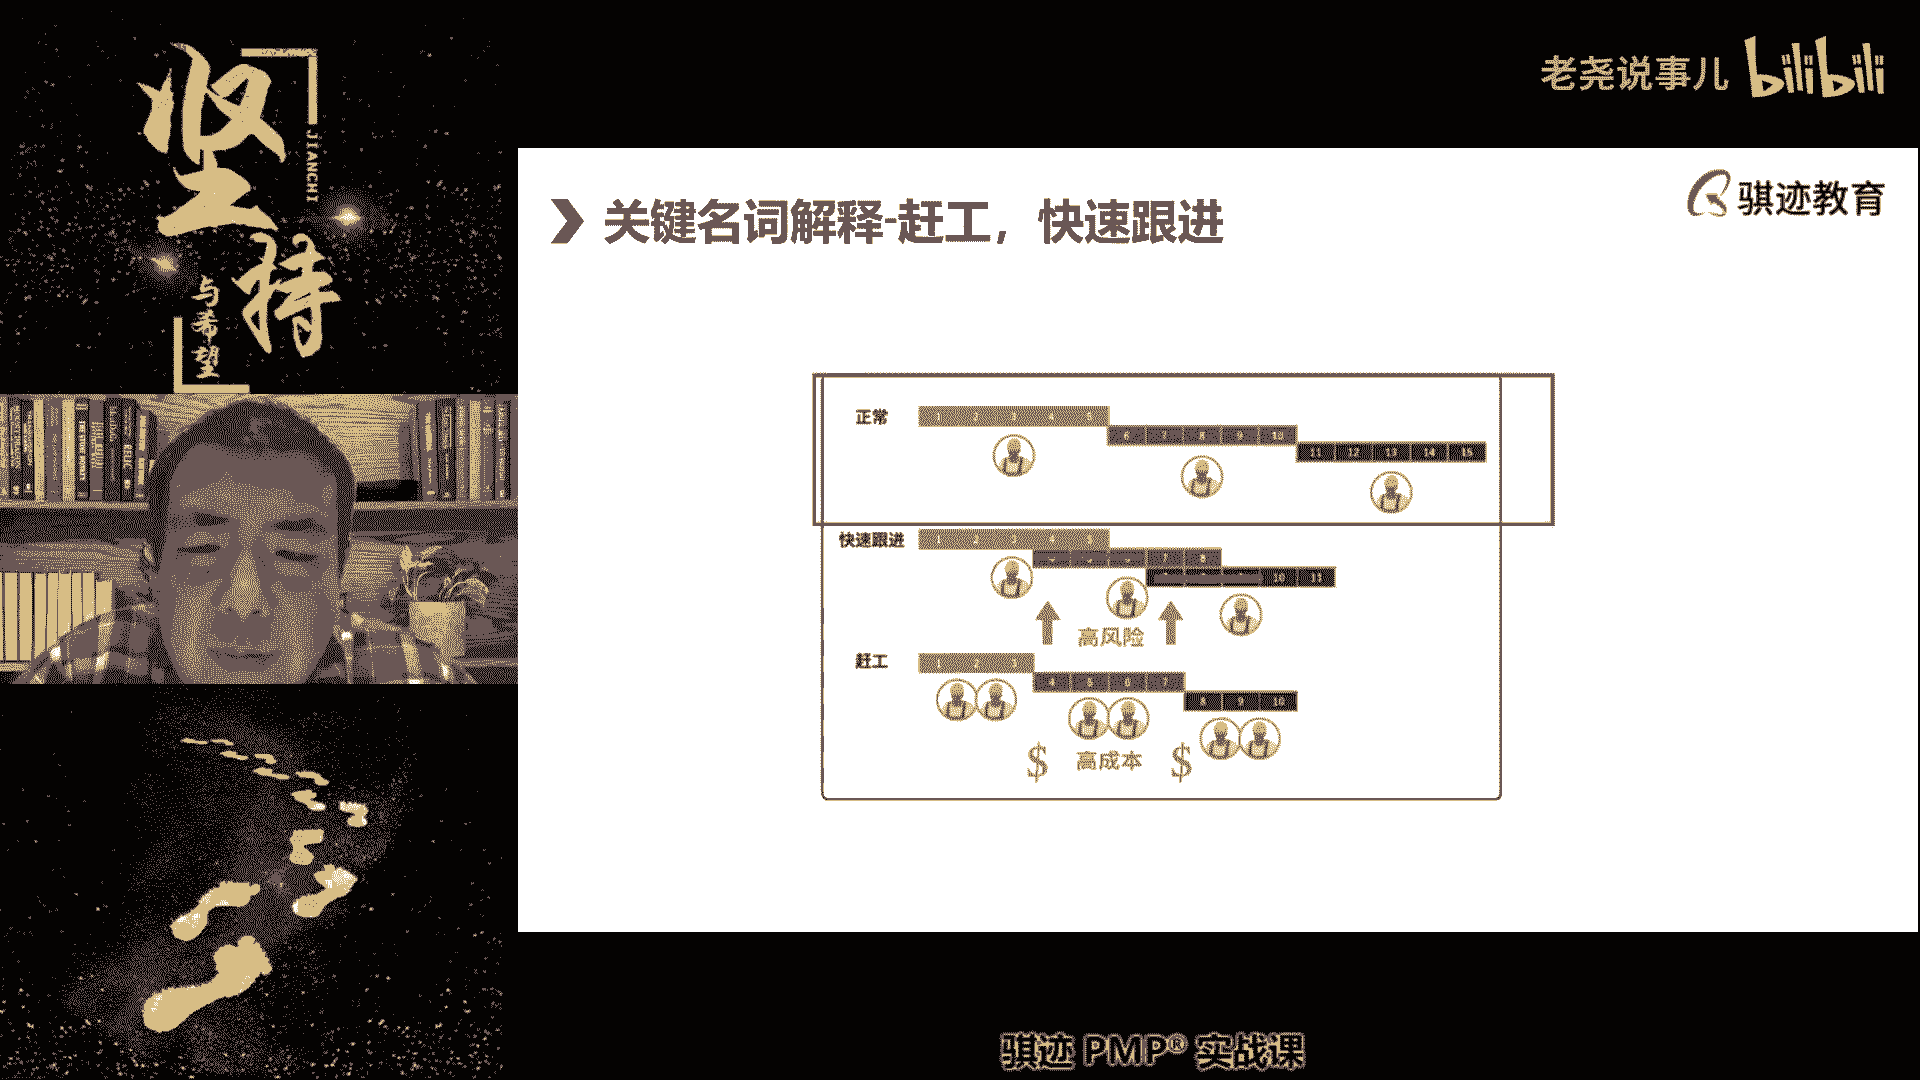 坚持
JIANCHI
与希望
老尧说事儿 bilibili
骐迹教育
关键名词解释-赶工，快速跟进
正常
1 2 3 4 5
6 7 8 9 10
11 12 13 14 15
快速跟进
1 2 3 4 5
7 8
10 11
高风险
赶工
1 2 3
4 5 6 7
8 9 10
$ 高成本 $
骐迹 PMP® 实战课